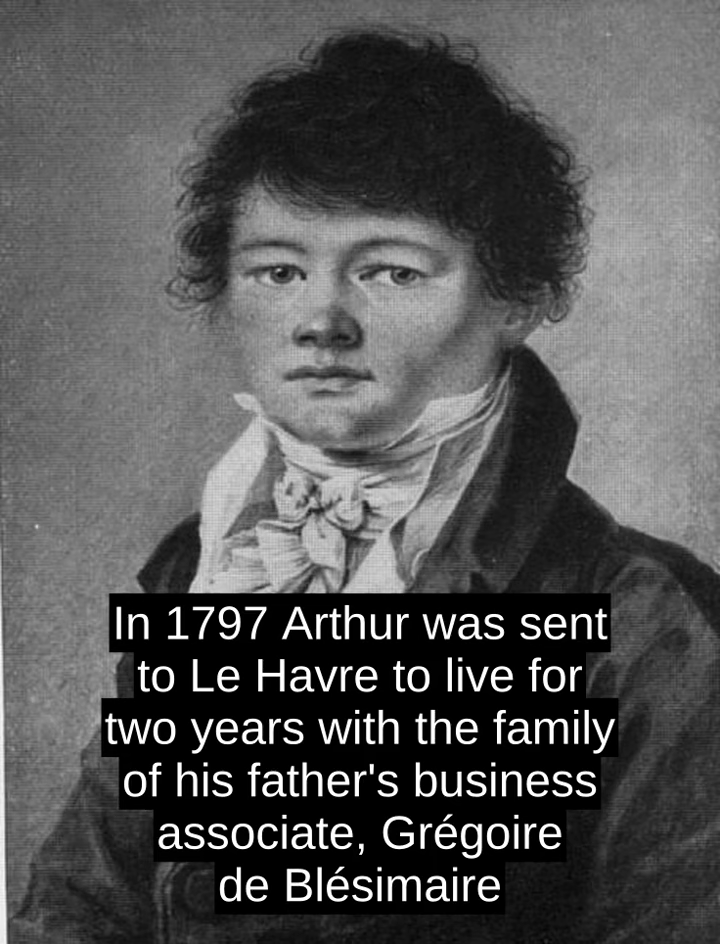 In 1797 Arthur was sent
to Le Havre to live for
two years with the family
of his father's business
associate, Grégoire
de Blésimaire